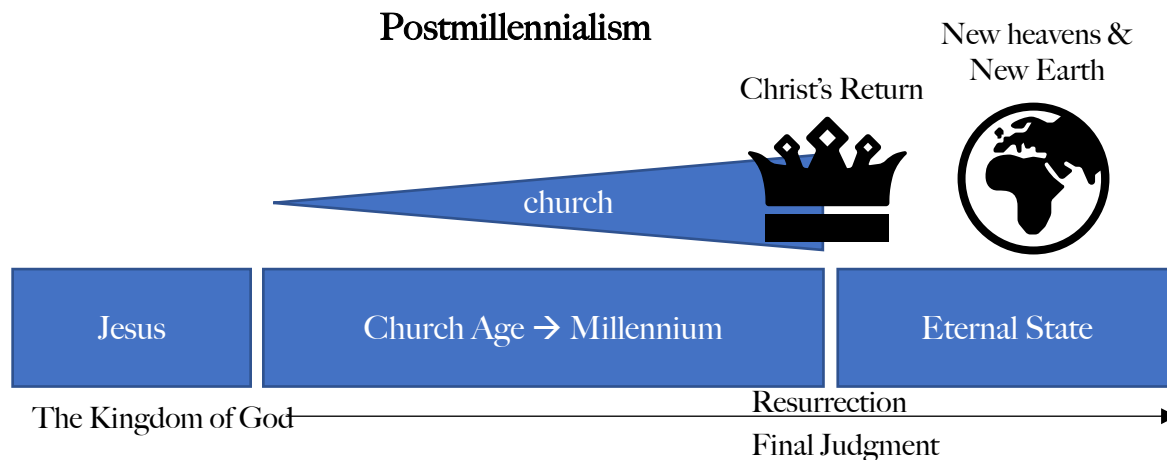 Postmillennialism
New heavens &
New Earth
Christ's Return
church
Jesus
Church Age → Millennium
Eternal State
The Kingdom of God
Resurrection
Final Judgment